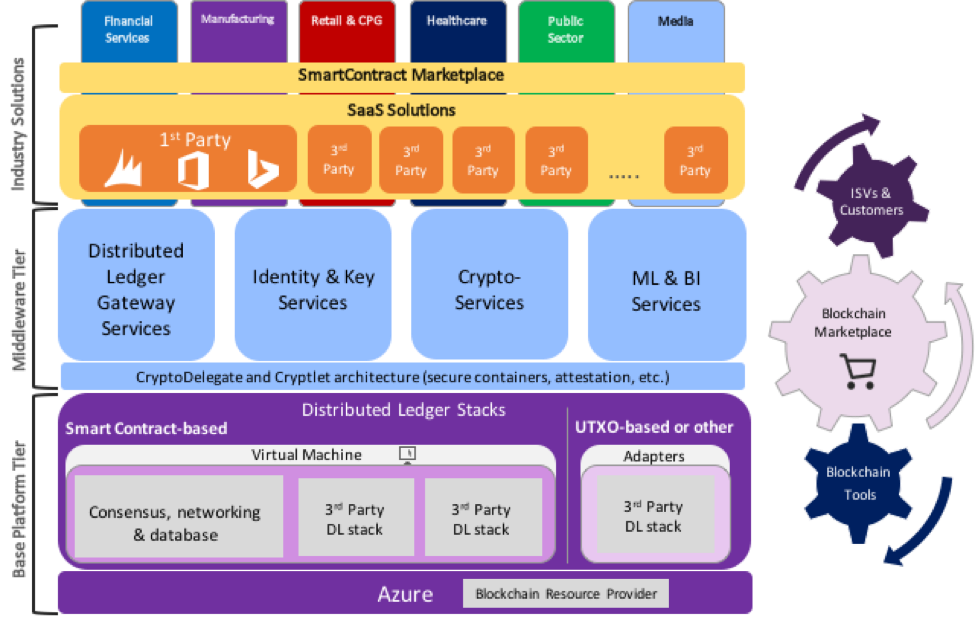 Industry Solutions
Financial
Services
Manufacturing
Retail & CPG
Healthcare
Public
Sector
Media
SmartContract Marketplace
SaaS Solutions
1st Party
3rd
Party
3rd
Party
3rd
Party
3rd
Party
.....
3rd
Party
Middleware Tier
Distributed
Ledger
Gateway
Services
Identity & Key
Services
Crypto-
Services
ML & BI
Services
CryptoDelegate and Cryptlet architecture (secure containers, attestation, etc.)
Base Platform Tier
Distributed Ledger Stacks
Smart Contract-based
Virtual Machine
Consensus, networking
& database
3rd Party
DL stack
3rd Party
DL stack
UTXO-based or other
Adapters
3rd Party
DL stack
Azure
Blockchain Resource Provider
ISVs &
Customers
Blockchain
Marketplace
Blockchain
Tools